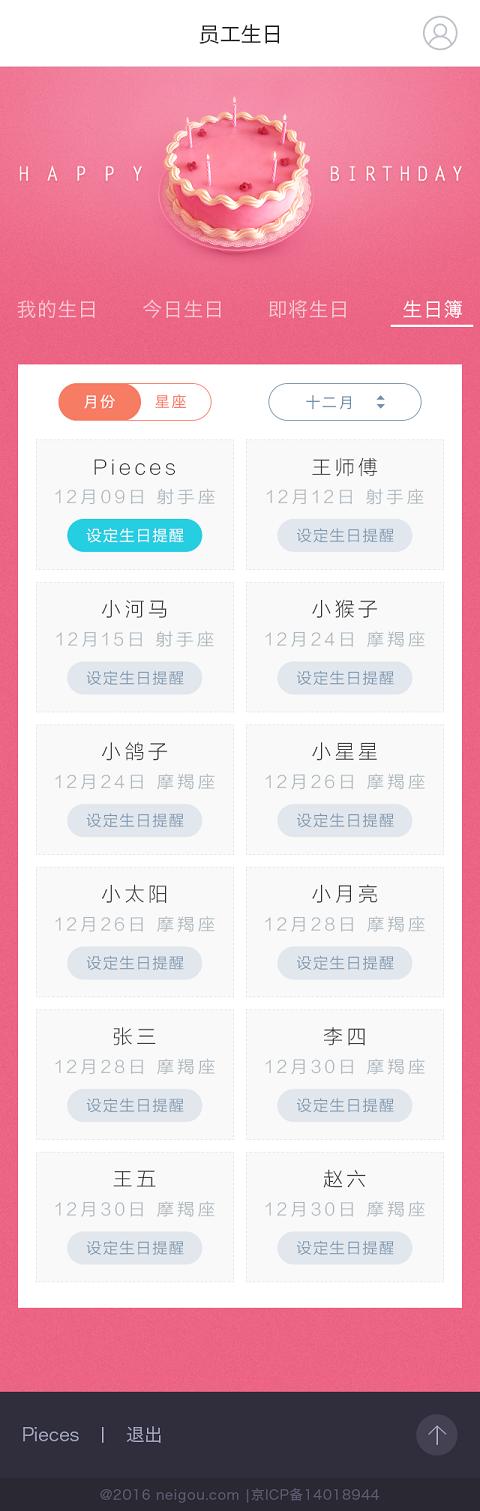 员工生日
HAPPY BIRTHDAY
我的生日 今日生日 即将生日 生日簿
月份 星座 十二月
Pieces
12月09日 射手座
设定生日提醒
王师傅
12月12日 射手座
设定生日提醒
小河马
12月15日 射手座
设定生日提醒
小猴子
12月24日 摩羯座
设定生日提醒
小鸽子
12月24日 摩羯座
设定生日提醒
小星星
12月26日 摩羯座
设定生日提醒
小太阳
12月26日 摩羯座
设定生日提醒
小月亮
12月28日 摩羯座
设定生日提醒
张三
12月28日 摩羯座
设定生日提醒
李四
12月30日 摩羯座
设定生日提醒
王五
12月30日 摩羯座
设定生日提醒
赵六
12月30日 摩羯座
设定生日提醒
Pieces | 退出
@2016 neigou.com |京ICP备14018944